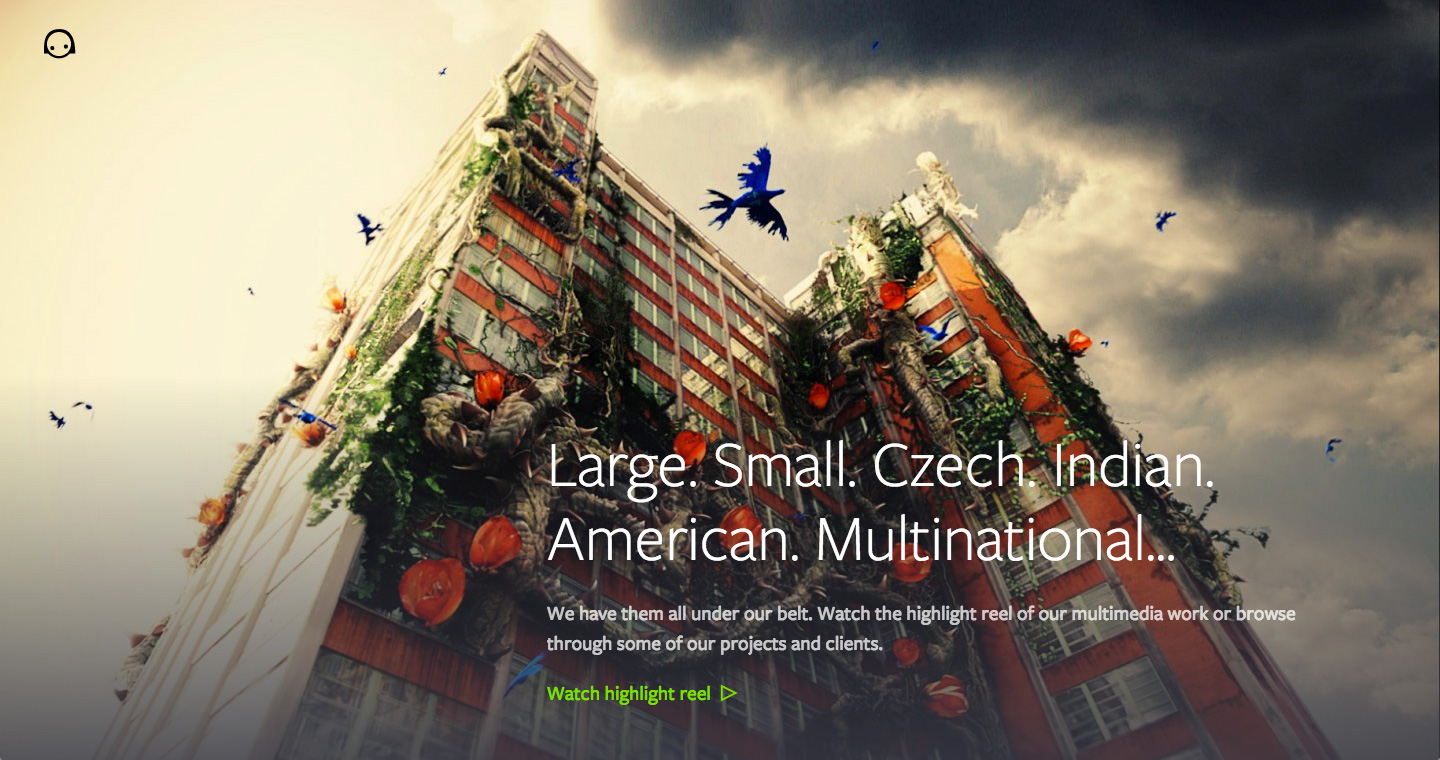 Large. Small. Czech. Indian.
American. Multinational...
We have them all under our belt. Watch the highlight reel of our multimedia work or browse
through some of our projects and clients.
Watch highlight reel